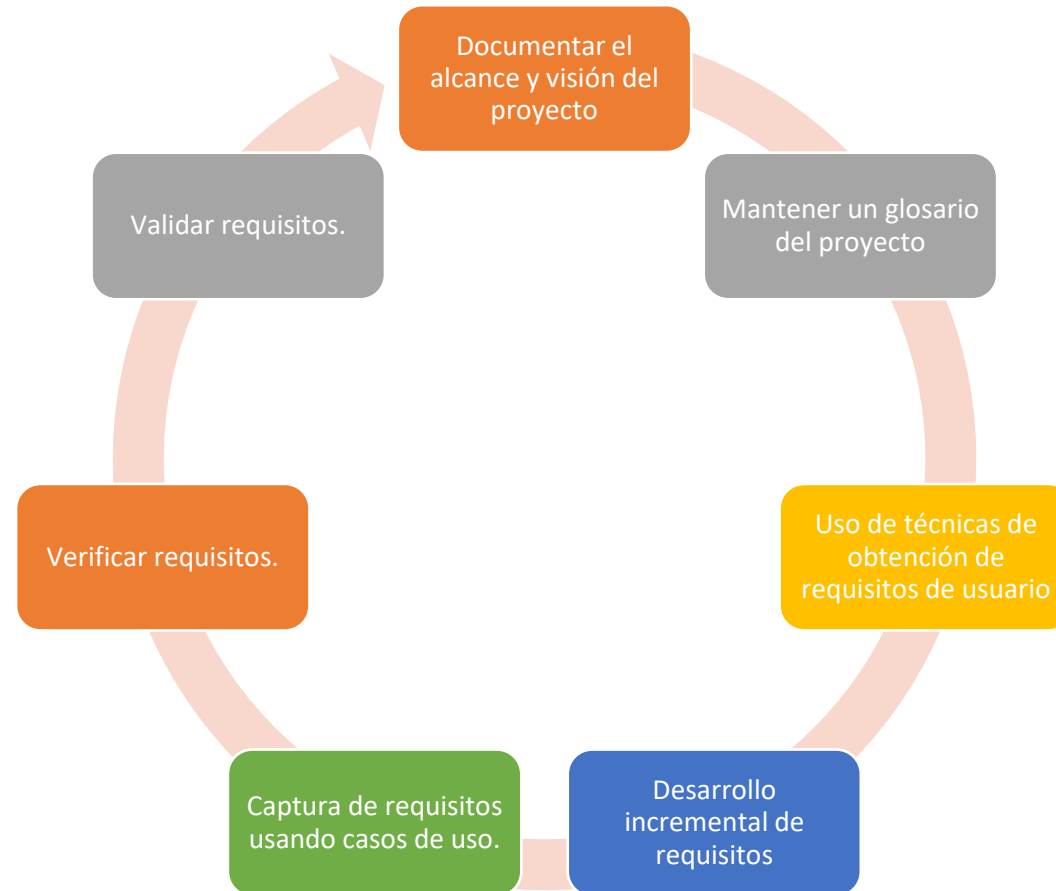 Documentar el
alcance y visión del
proyecto
Mantener un glosario
del proyecto
Uso de técnicas de
obtención de
requisitos de usuario
Desarrollo
incremental de
requisitos
Captura de requisitos
usando casos de uso.
Verificar requisitos.
Validar requisitos.